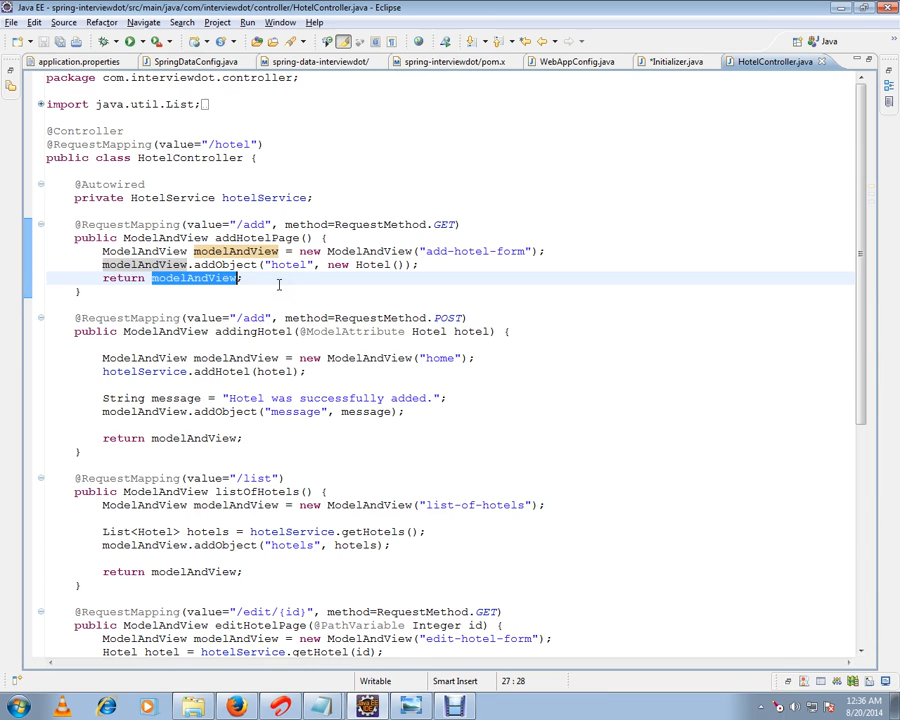 Java EE - spring-interviewdot/src/main/java/com/interviewdot/controller/HotelController.java - Eclipse
File Edit Source Refactor Navigate Search Project Run Window Help
Java
application.properties SpringDataConfig.java spring-data-interviewdot/ spring-interviewdot/pom.x WebAppConfig.java *Initializer.java HotelController.java
package com.interviewdot.controller;
import java.util.List;
@Controller
@RequestMapping(value="/hotel")
public class HotelController {
@Autowired
private HotelService hotelService;
@RequestMapping(value="/add", method=RequestMethod.GET)
public ModelAndView addHotelPage() {
ModelAndView modelAndView = new ModelAndView("add-hotel-form");
modelAndView.addObject("hotel", new Hotel());
return modelAndView;
}
@RequestMapping(value="/add", method=RequestMethod.POST)
public ModelAndView addingHotel(@ModelAttribute Hotel hotel) {
ModelAndView modelAndView = new ModelAndView("home");
hotelService.addHotel(hotel);
String message = "Hotel was successfully added.";
modelAndView.addObject("message", message);
return modelAndView;
}
@RequestMapping(value="/list")
public ModelAndView listOfHotels() {
ModelAndView modelAndView = new ModelAndView("list-of-hotels");
List<Hotel> hotels = hotelService.getHotels();
modelAndView.addObject("hotels", hotels);
return modelAndView;
}
@RequestMapping(value="/edit/{id}", method=RequestMethod.GET)
public ModelAndView editHotelPage(@PathVariable Integer id) {
ModelAndView modelAndView = new ModelAndView("edit-hotel-form");
Hotel hotel = hotelService.getHotel(id);
Writable Smart Insert 27 : 28
12:36 AM
8/20/2014